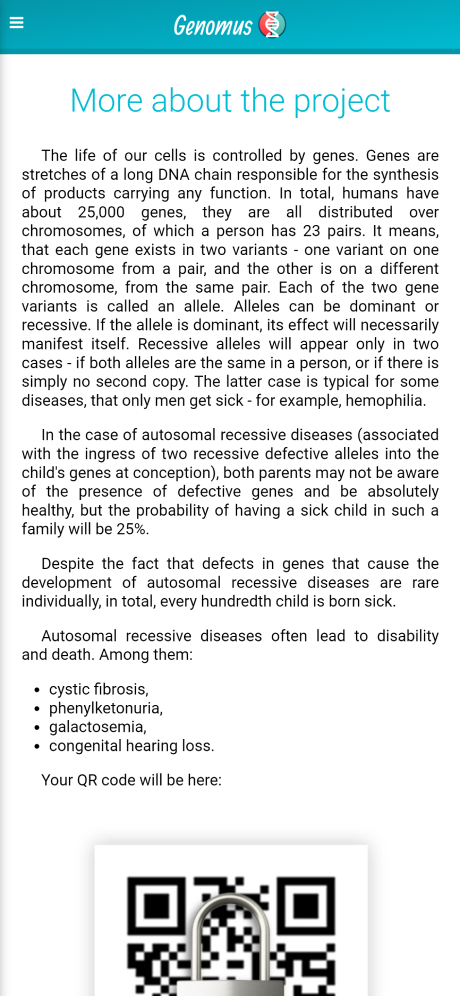 Genomus
More about the project
The life of our cells is controlled by genes. Genes are
stretches of a long DNA chain responsible for the synthesis
of products carrying any function. In total, humans have
about 25,000 genes, they are all distributed over
chromosomes, of which a person has 23 pairs. It means,
that each gene exists in two variants - one variant on one
chromosome from a pair, and the other is on a different
chromosome, from the same pair. Each of the two gene
variants is called an allele. Alleles can be dominant or
recessive. If the allele is dominant, its effect will necessarily
manifest itself. Recessive alleles will appear only in two
cases - if both alleles are the same in a person, or if there is
simply no second copy. The latter case is typical for some
diseases, that only men get sick - for example, hemophilia.
In the case of autosomal recessive diseases (associated
with the ingress of two recessive defective alleles into the
child's genes at conception), both parents may not be aware
of the presence of defective genes and be absolutely
healthy, but the probability of having a sick child in such a
family will be 25%.
Despite the fact that defects in genes that cause the
development of autosomal recessive diseases are rare
individually, in total, every hundredth child is born sick.
Autosomal recessive diseases often lead to disability
and death. Among them:
• cystic fibrosis,
• phenylketonuria,
• galactosemia,
• congenital hearing loss.
Your QR code will be here: